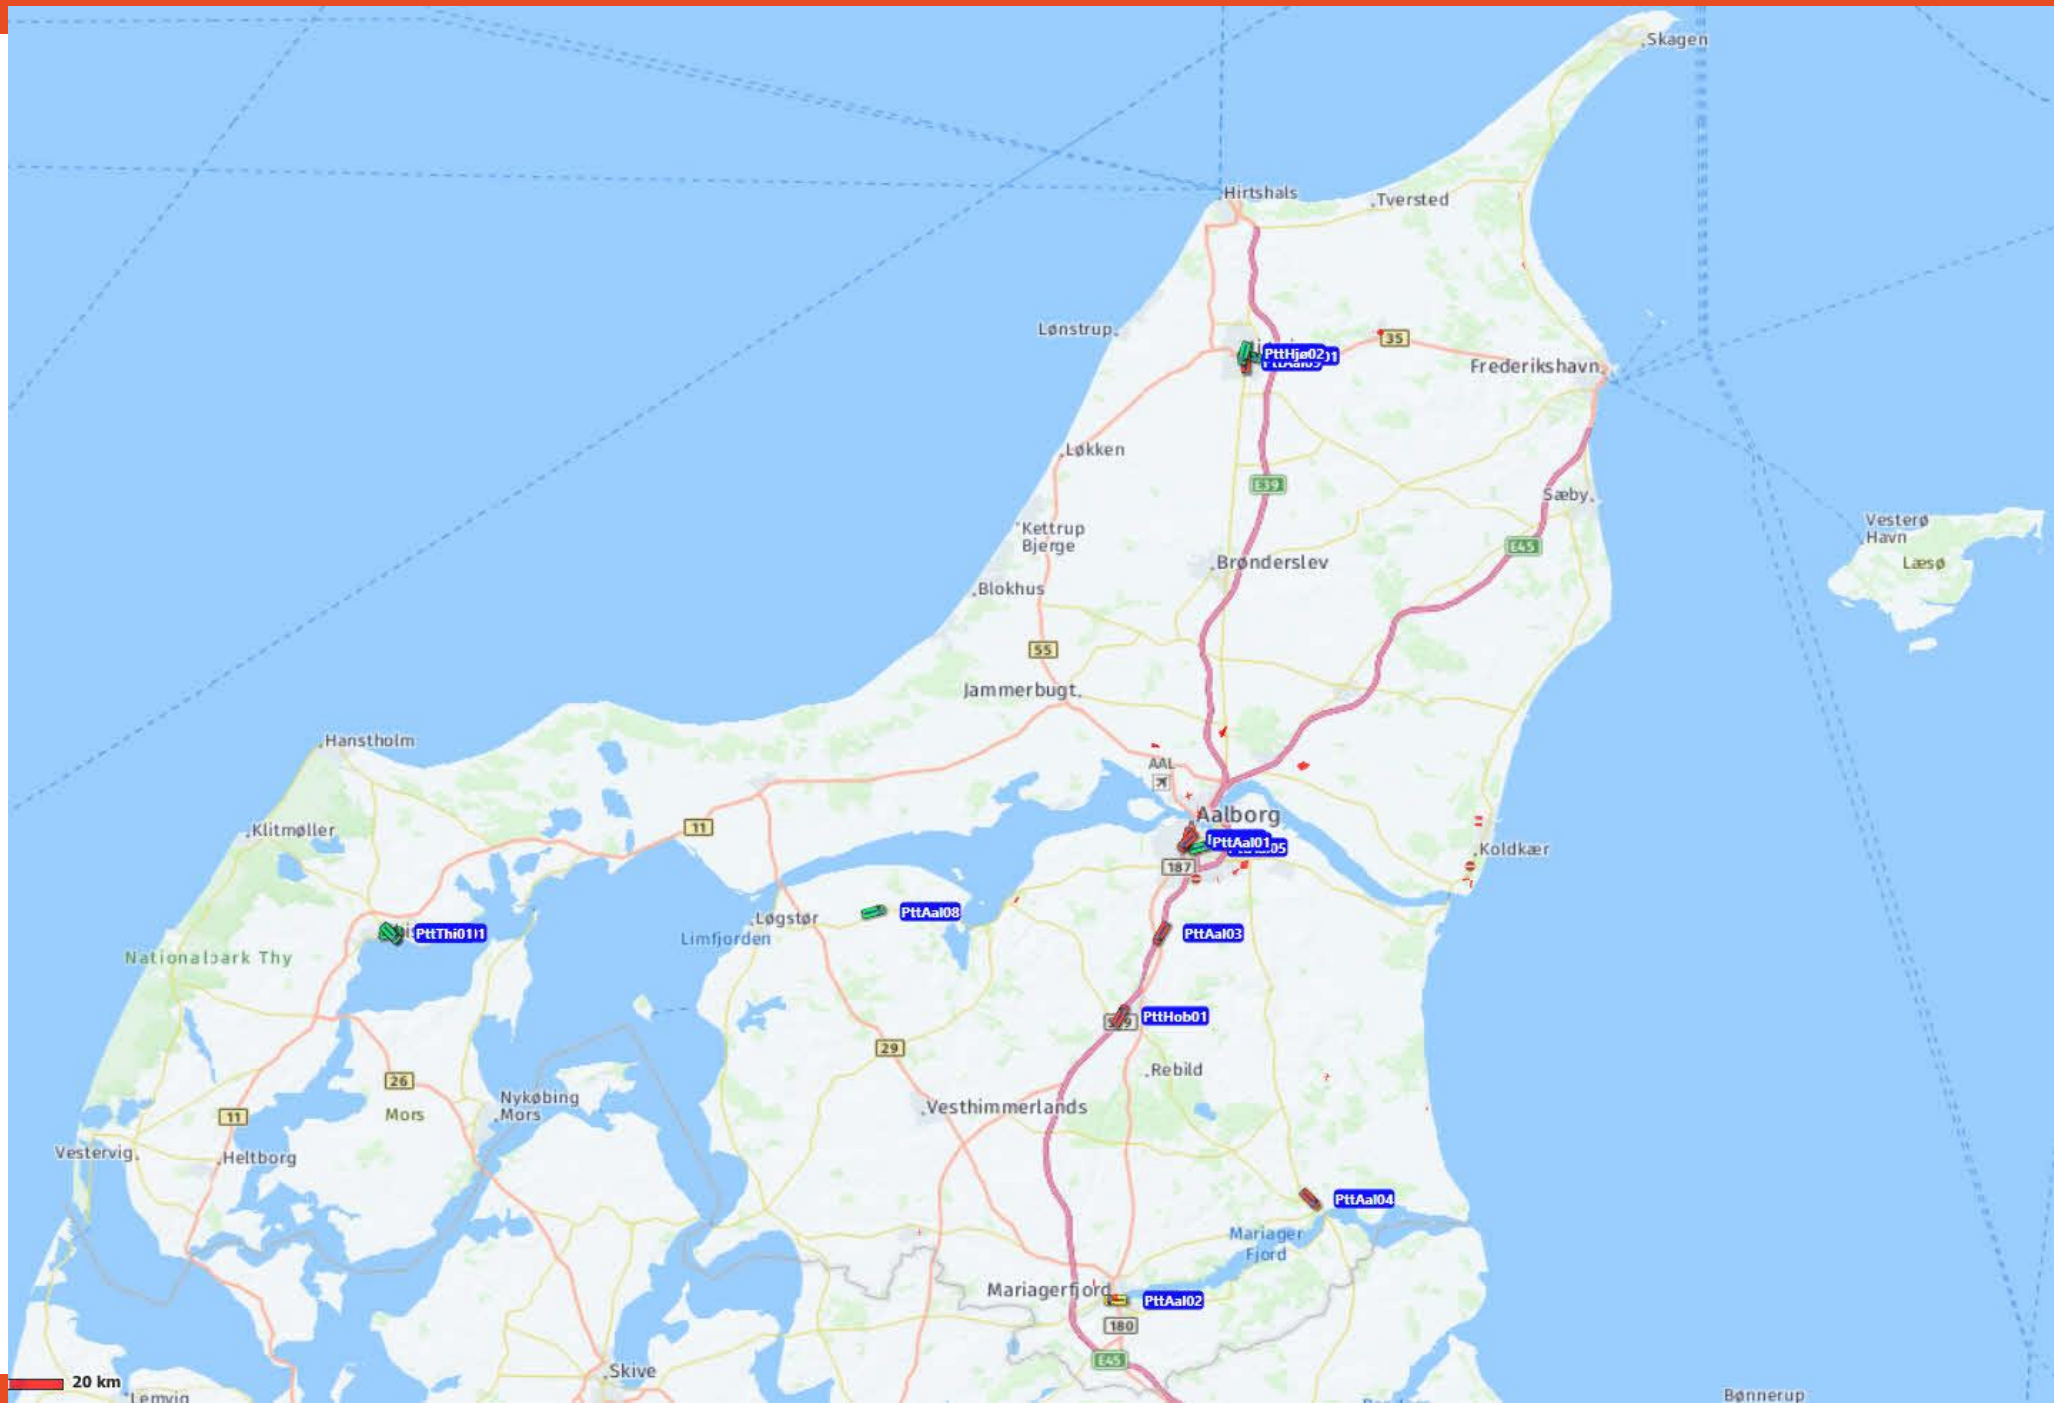 Skagen
Hirtshals
Tversted
Lønstrup
35
PttHjø02
Frederikshavn
Løkken
E39
Sæby
Kettrup
Bjerge
Vesterø
Havn
Læsø
E45
Brønderslev
Blokhus
55
Jammerbugt
Hanstholm
AAL
Aalborg
Klitmøller
11
PttAal01
Koldkær
187
PttAal08
Løgstør
Limfjorden
PttThi01
PttAal03
Nationalpark Thy
PttHob01
29
Rebild
26
Nykøbing
Mors
Mors
11
Vesthimmerlands
Vestervig
Heltborg
PttAal04
Mariager
Fjord
Mariagerfjord
PttAal02
180
E45
Skive
20 km
Lemvig
Bønnerup